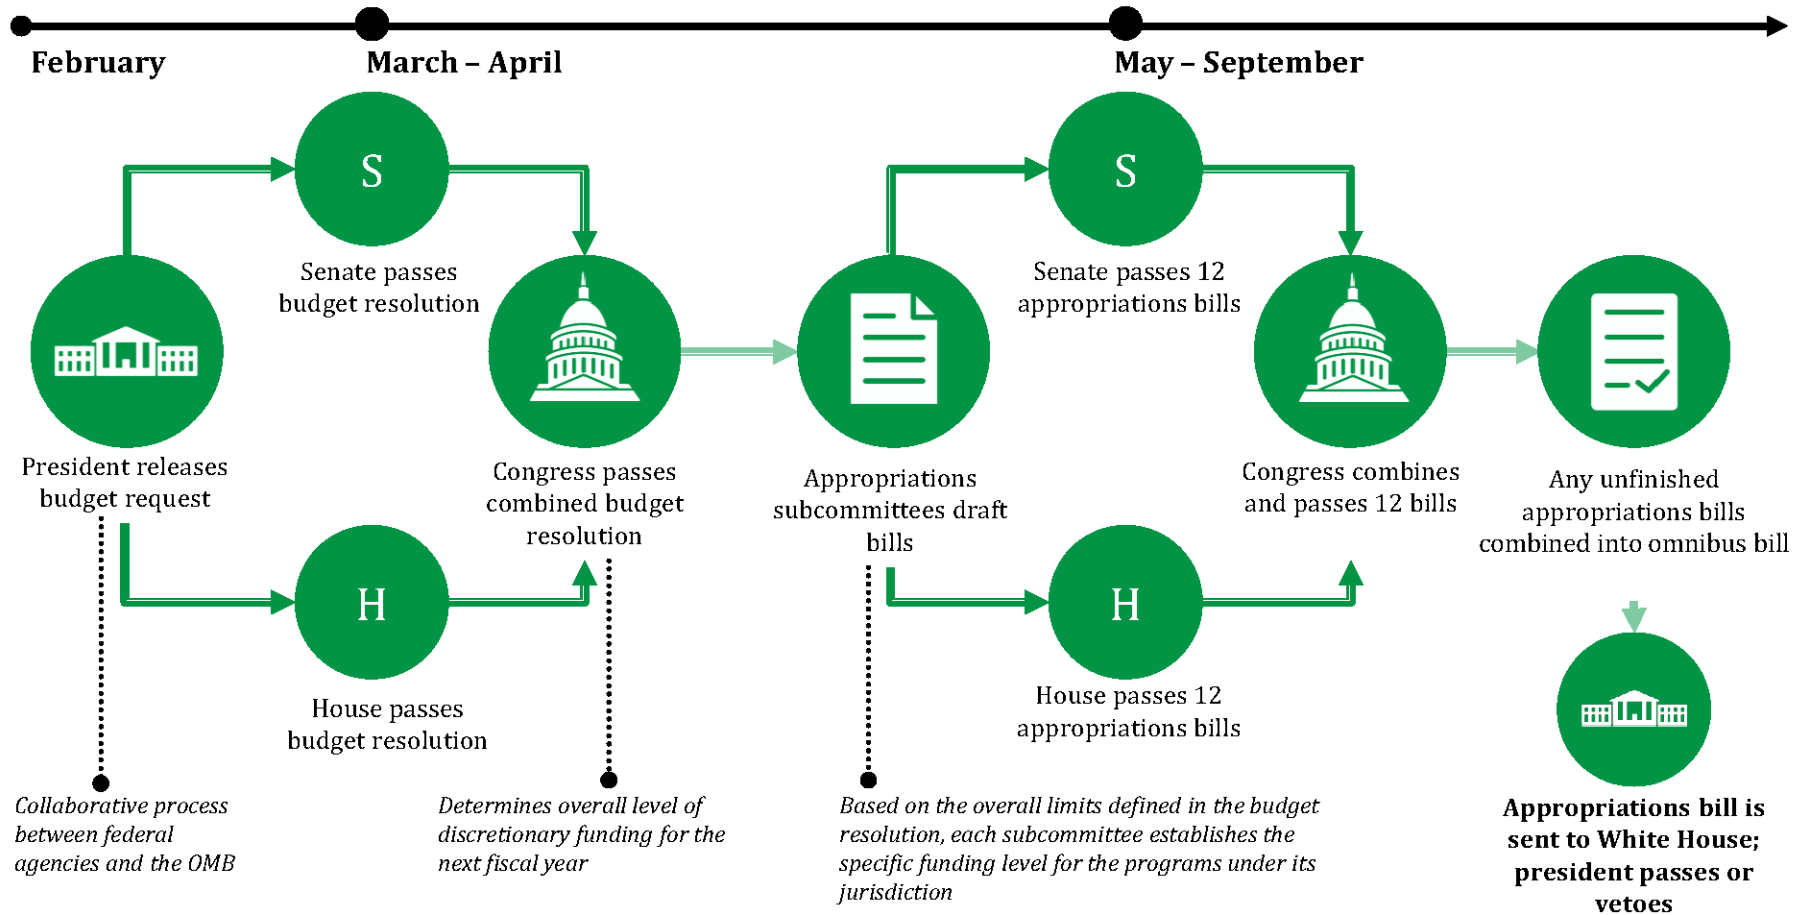 February
March – April
May – September
S
Senate passes
budget resolution
S
Senate passes 12
appropriations bills
President releases
budget request
Congress passes
combined budget
resolution
Appropriations
subcommittees draft
bills
Congress combines
and passes 12 bills
Any unfinished
appropriations bills
combined into omnibus bill
H
House passes
budget resolution
H
House passes 12
appropriations bills
Collaborative process
between federal
agencies and the OMB
Determines overall level of
discretionary funding for the
next fiscal year
Based on the overall limits defined in the budget
resolution, each subcommittee establishes the
specific funding level for the programs under its
jurisdiction
Appropriations bill is
sent to White House;
president passes or
vetoes